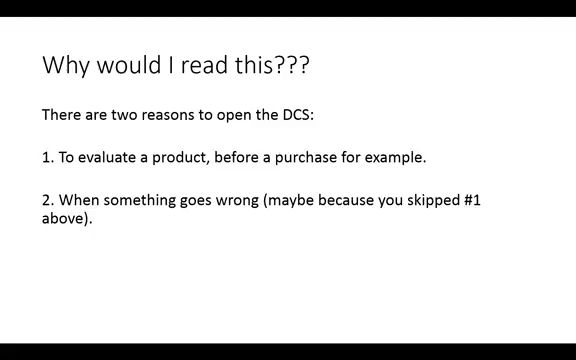 Why would I read this???
There are two reasons to open the DCS:
1. To evaluate a product, before a purchase for example.
2. When something goes wrong (maybe because you skipped #1
above).